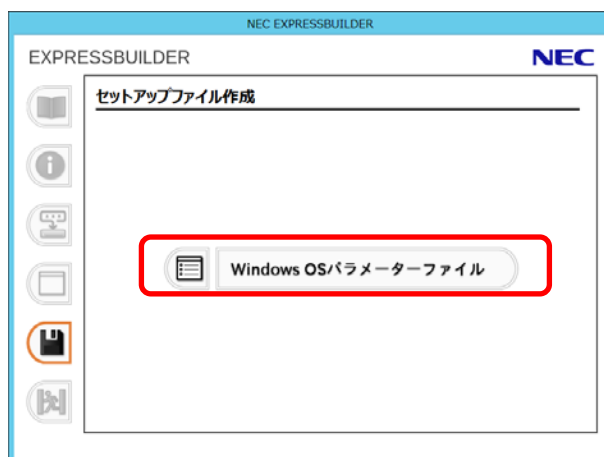 NEC EXPRESSBUILDER
EXPRESSBUILDER
NEC
セットアップファイル作成
Windows OSパラメーターファイル